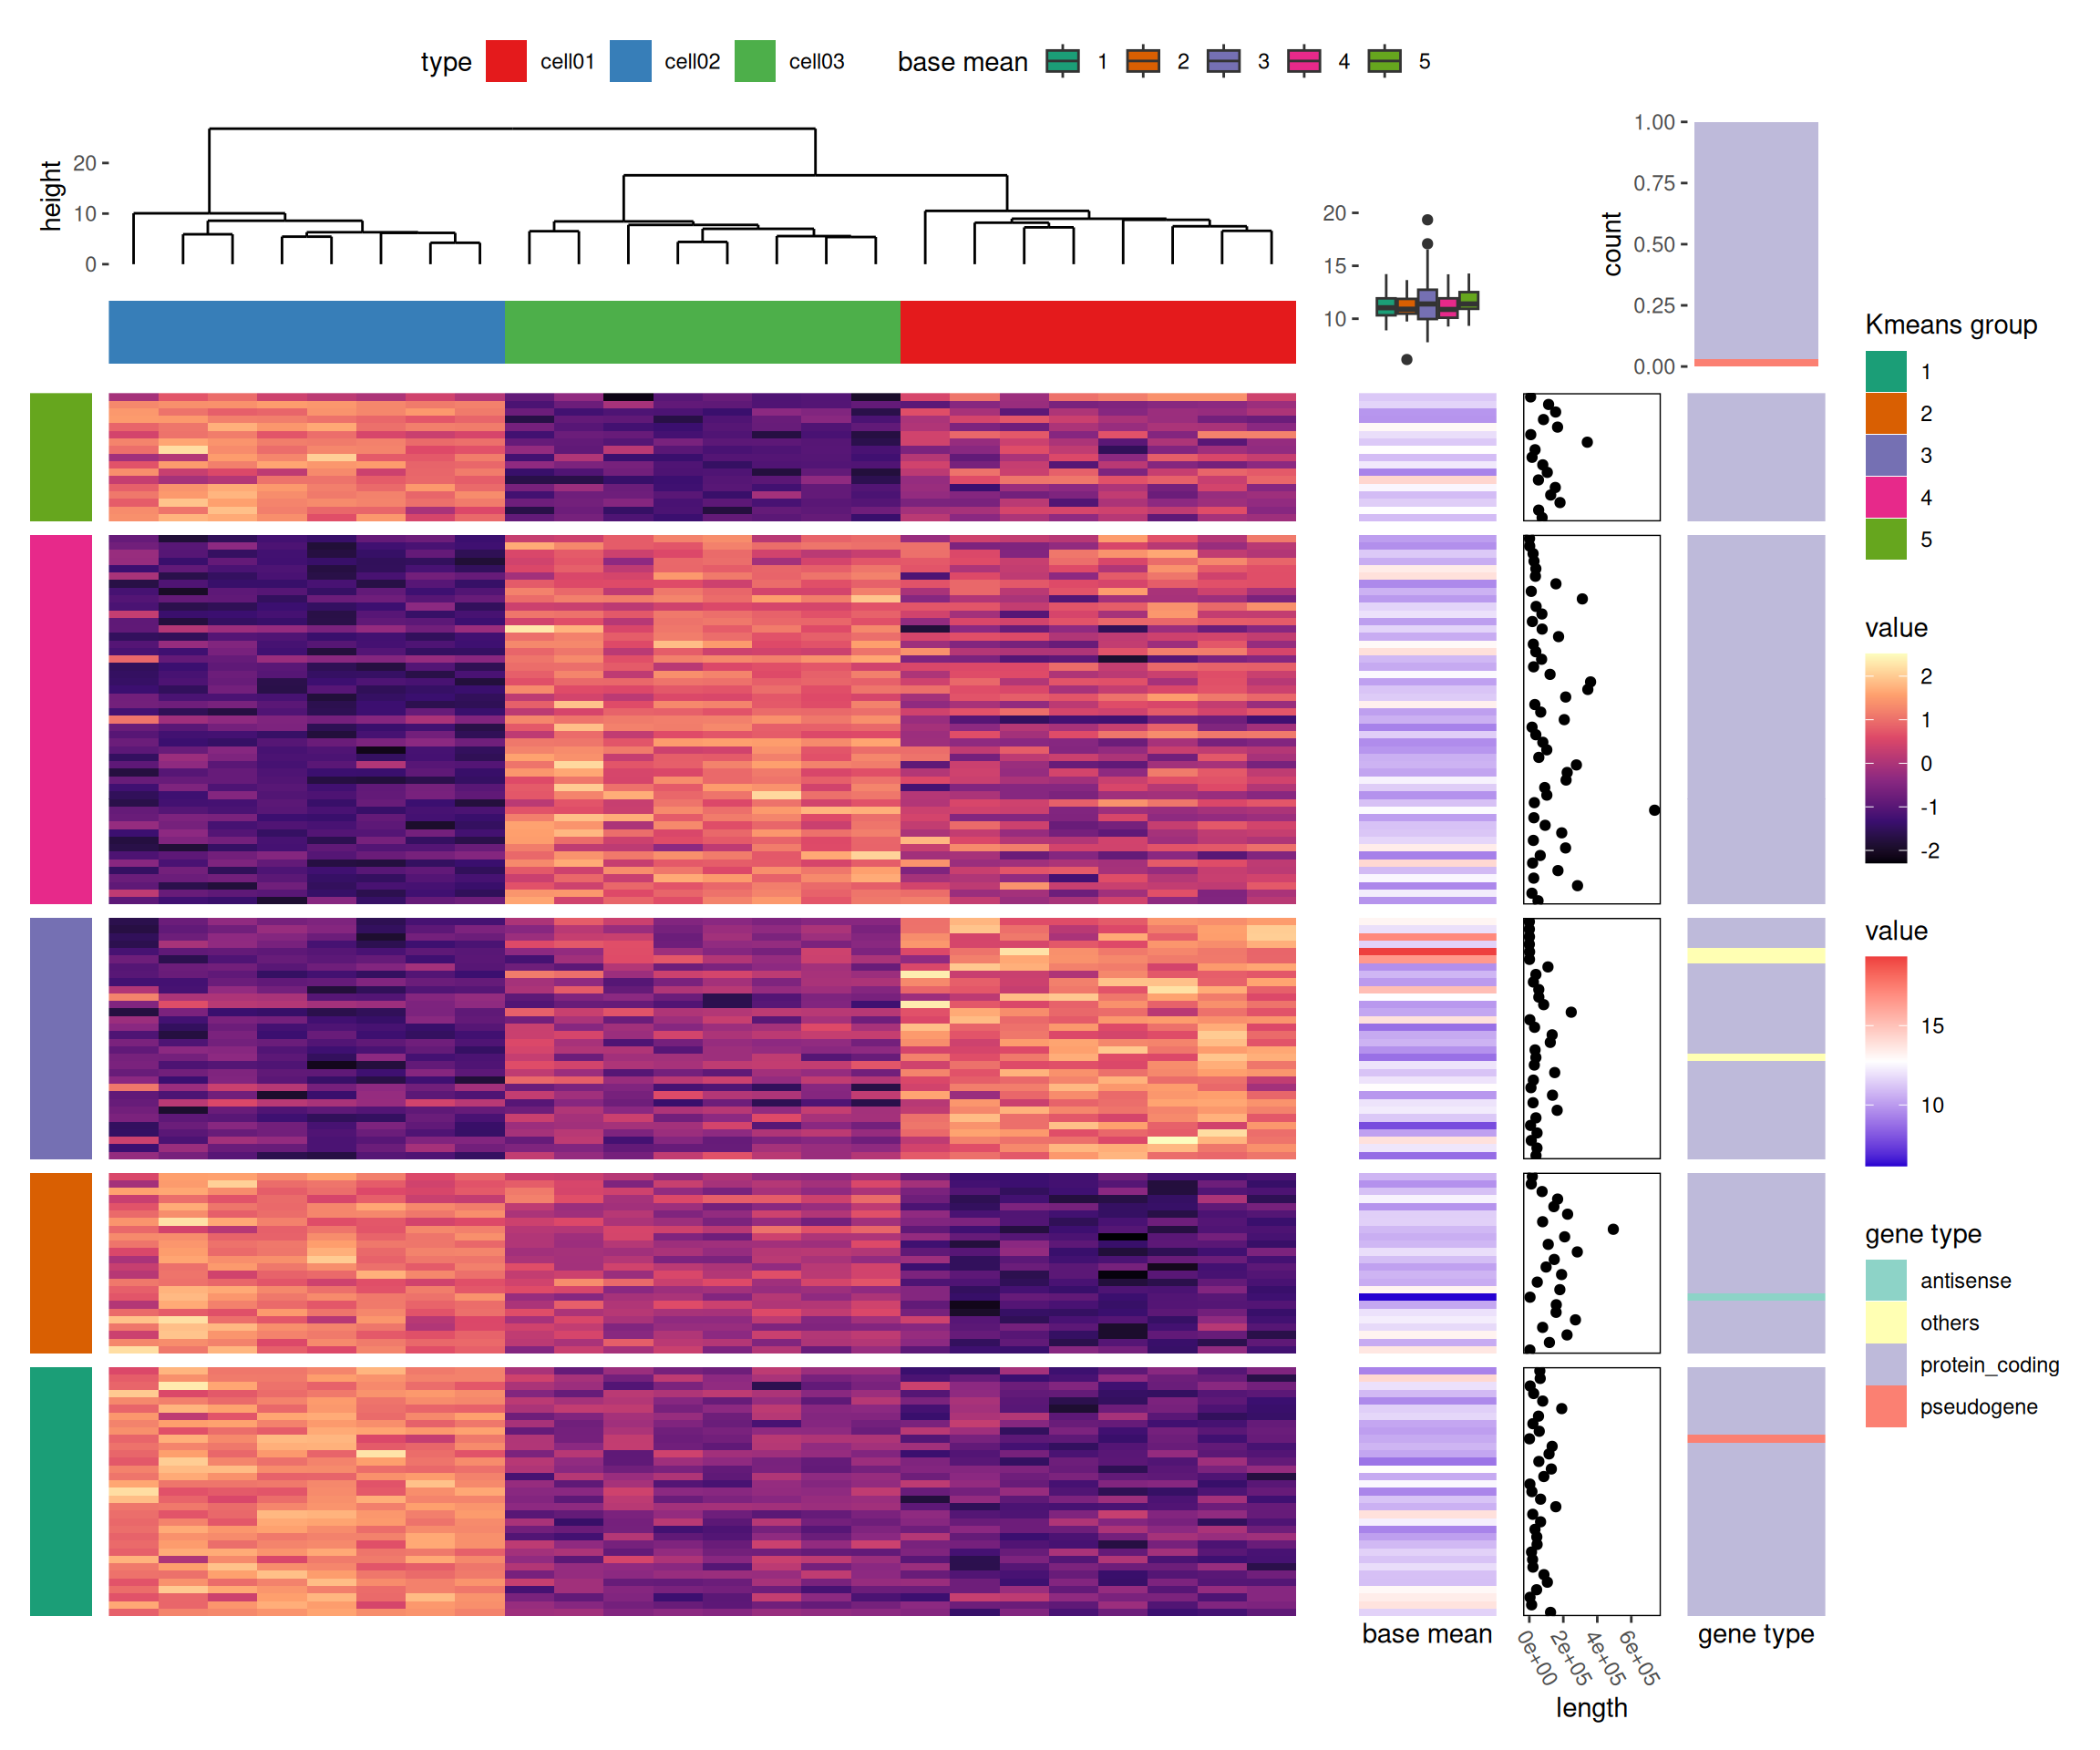 type cell01 cell02 cell03 base mean 1 2 3 4 5
height
20
10
0
20
15
10
count
1.00
0.75
0.50
0.25
0.00
Kmeans group
1
2
3
4
5
value
2
1
0
-1
-2
value
15
10
gene type
antisense
others
protein_coding
pseudogene
base mean
0e+00 2e+05 4e+05 6e+05
length
gene type